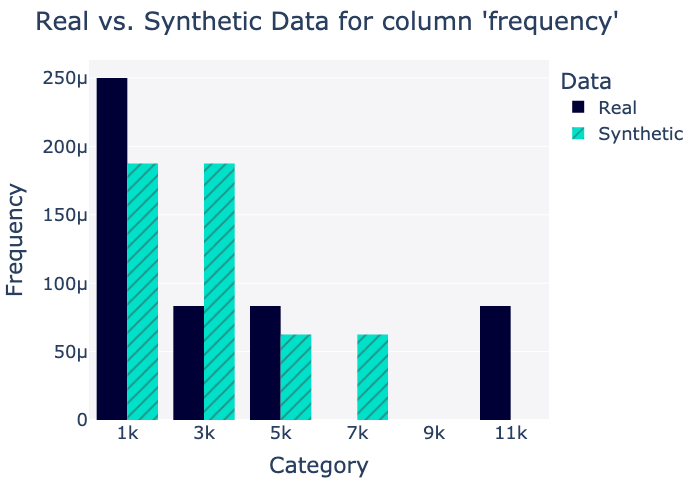 Real vs. Synthetic Data for column 'frequency'
Data
Real
Synthetic
Frequency
250μ
200μ
150μ
100μ
50μ
0
1k 3k 5k 7k 9k 11k
Category